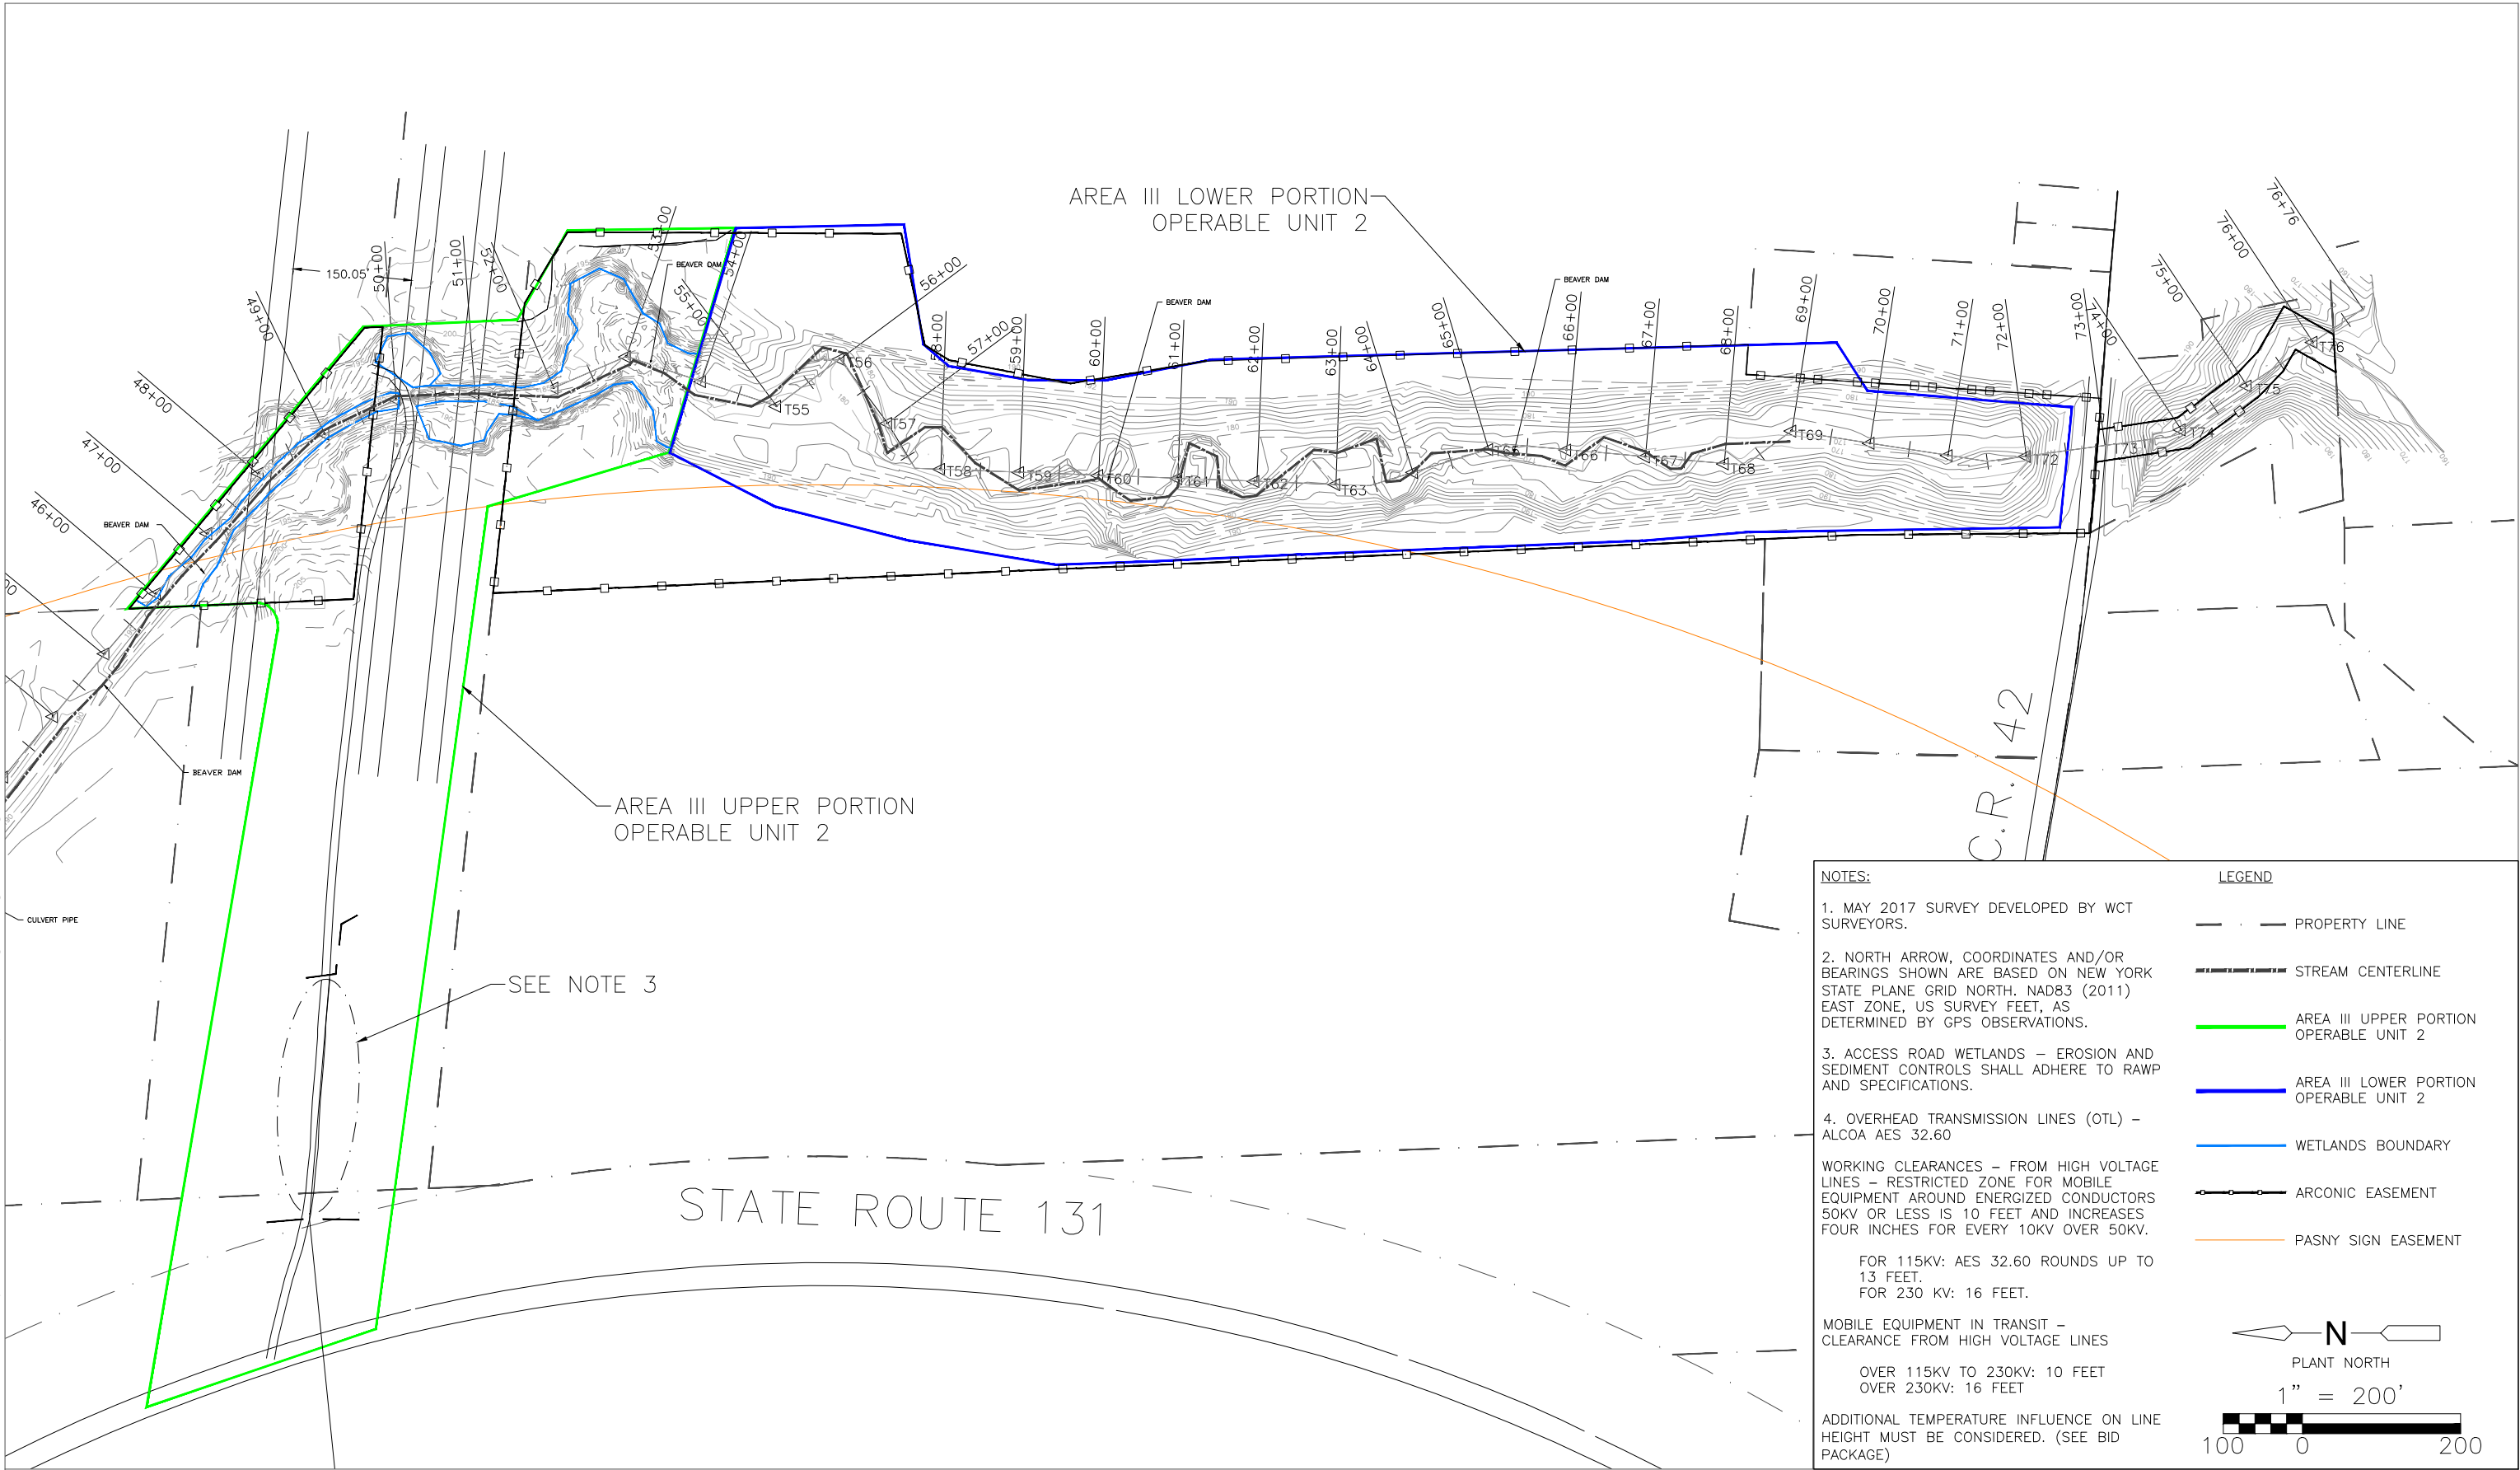 AREA III LOWER PORTION
OPERABLE UNIT 2
76+76
76+00
75+00
74+00
73+00
72+00
71+00
70+00
69+00
68+00
67+00
66+00
65+00
64+00
63+00
62+00
61+00
60+00
59+00
58+00
57+00
56+00
55+00
54+00
53+00
52+00
51+00
50+00
49+00
48+00
47+00
46+00
150.05'
BEAVER DAM
BEAVER DAM
BEAVER DAM
BEAVER DAM
BEAVER DAM
T55
T56
T57
T58
T59
T60
T61
T62
T63
T65
T66
T67
T68
T69
T72
T73
T74
T75
T76
AREA III UPPER PORTION
OPERABLE UNIT 2
C.R. 42
CULVERT PIPE
SEE NOTE 3
STATE ROUTE 131
NOTES:
1. MAY 2017 SURVEY DEVELOPED BY WCT
SURVEYORS.
2. NORTH ARROW, COORDINATES AND/OR
BEARINGS SHOWN ARE BASED ON NEW YORK
STATE PLANE GRID NORTH. NAD83 (2011)
EAST ZONE, US SURVEY FEET, AS
DETERMINED BY GPS OBSERVATIONS.
3. ACCESS ROAD WETLANDS – EROSION AND
SEDIMENT CONTROLS SHALL ADHERE TO RAWP
AND SPECIFICATIONS.
4. OVERHEAD TRANSMISSION LINES (OTL) –
ALCOA AES 32.60
WORKING CLEARANCES – FROM HIGH VOLTAGE
LINES – RESTRICTED ZONE FOR MOBILE
EQUIPMENT AROUND ENERGIZED CONDUCTORS
50KV OR LESS IS 10 FEET AND INCREASES
FOUR INCHES FOR EVERY 10KV OVER 50KV.
FOR 115KV: AES 32.60 ROUNDS UP TO
13 FEET.
FOR 230 KV: 16 FEET.
MOBILE EQUIPMENT IN TRANSIT –
CLEARANCE FROM HIGH VOLTAGE LINES
OVER 115KV TO 230KV: 10 FEET
OVER 230KV: 16 FEET
ADDITIONAL TEMPERATURE INFLUENCE ON LINE
HEIGHT MUST BE CONSIDERED. (SEE BID
PACKAGE)
LEGEND
PROPERTY LINE
STREAM CENTERLINE
AREA III UPPER PORTION
OPERABLE UNIT 2
AREA III LOWER PORTION
OPERABLE UNIT 2
WETLANDS BOUNDARY
ARCONIC EASEMENT
PASNY SIGN EASEMENT
N
PLANT NORTH
1" = 200'
100 0 200